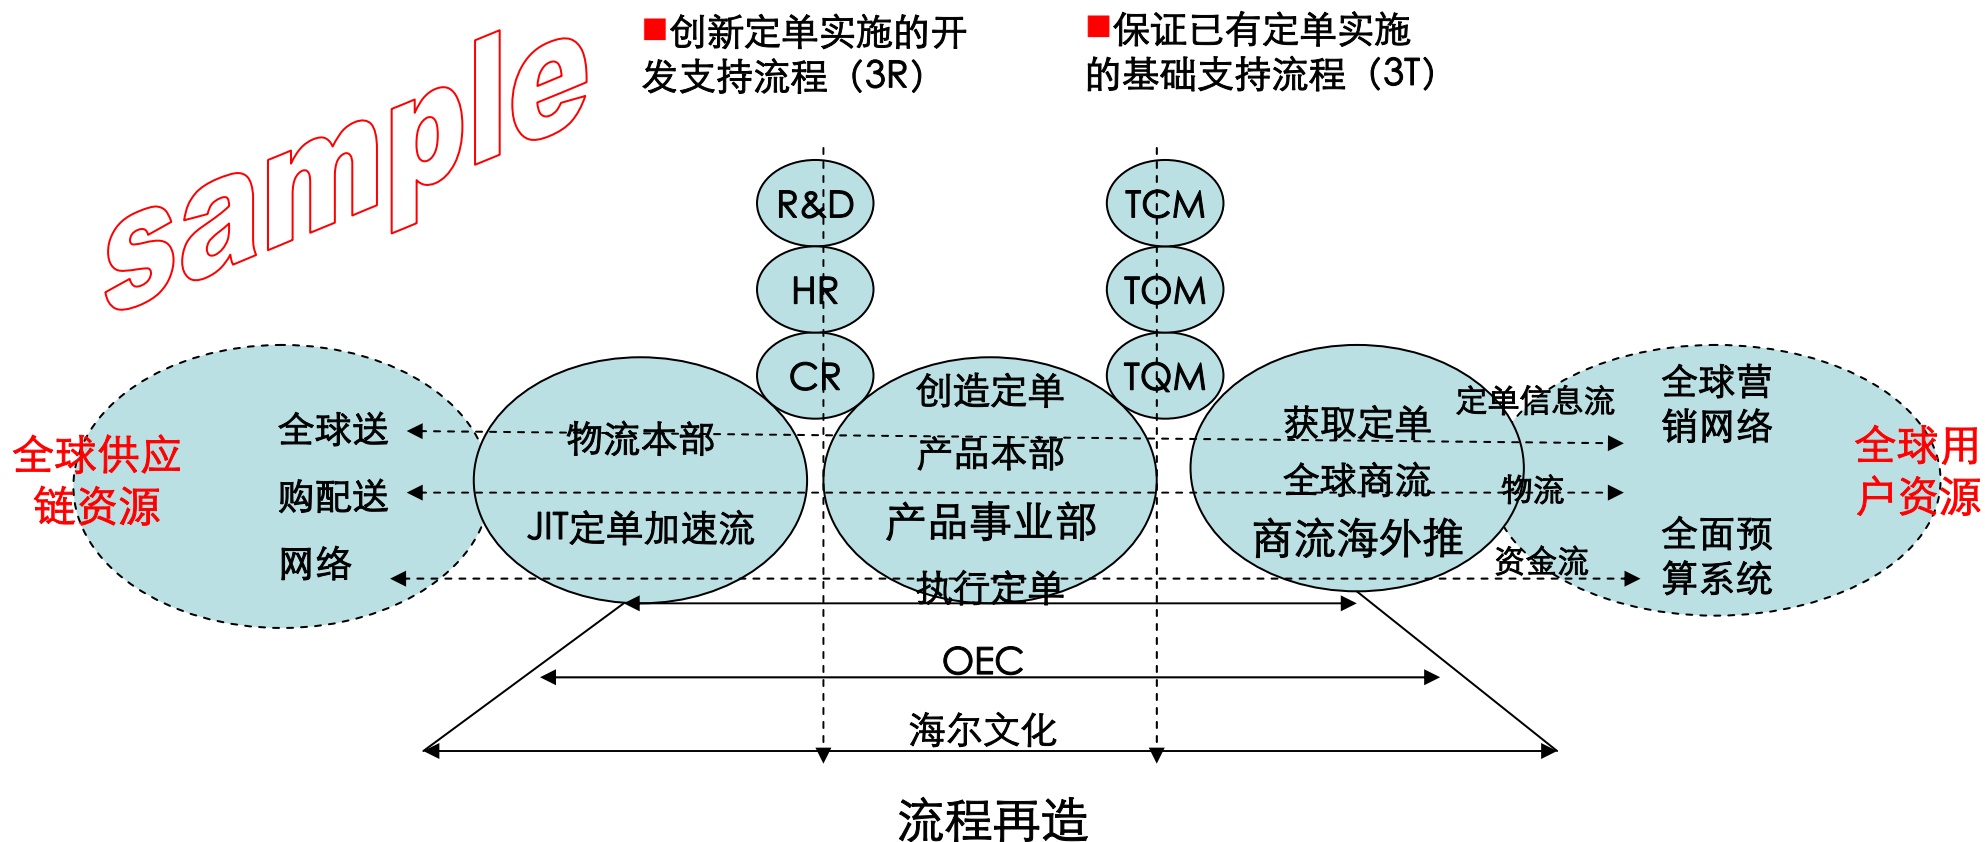 sample
■创新定单实施的开
发支持流程（3R）
■保证已有定单实施
的基础支持流程（3T）
R&D
HR
CR
TCM
TOM
TQM
全球供应
链资源
全球送
购配送
网络
物流本部
JIT定单加速流
创造定单
产品本部
产品事业部
执行定单
获取定单
全球商流
商流海外推
定单信息流
物流
资金流
全球营
销网络
全面预
算系统
全球用
户资源
OEC
海尔文化
流程再造